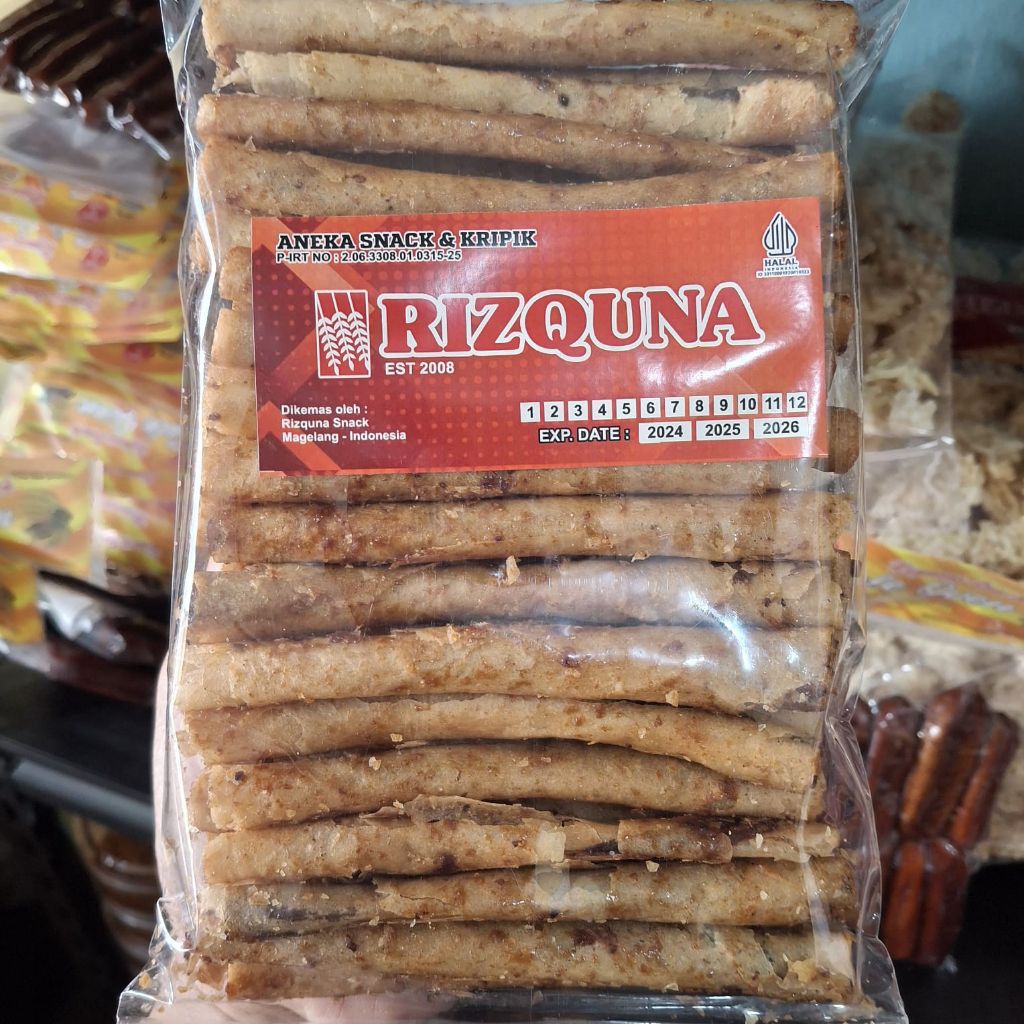 ANEKA SNACK & KRIPIK
P-IRT NO : 2.06.3308.01.0315-25
HALAL
INDONESIA
RIZQUNA
EST 2008
Dikemas oleh :
Rizquna Snack
Magelang - Indonesia
1 2 3 4 5 6 7 8 9 10 11 12
EXP. DATE : 2024 2025 2026